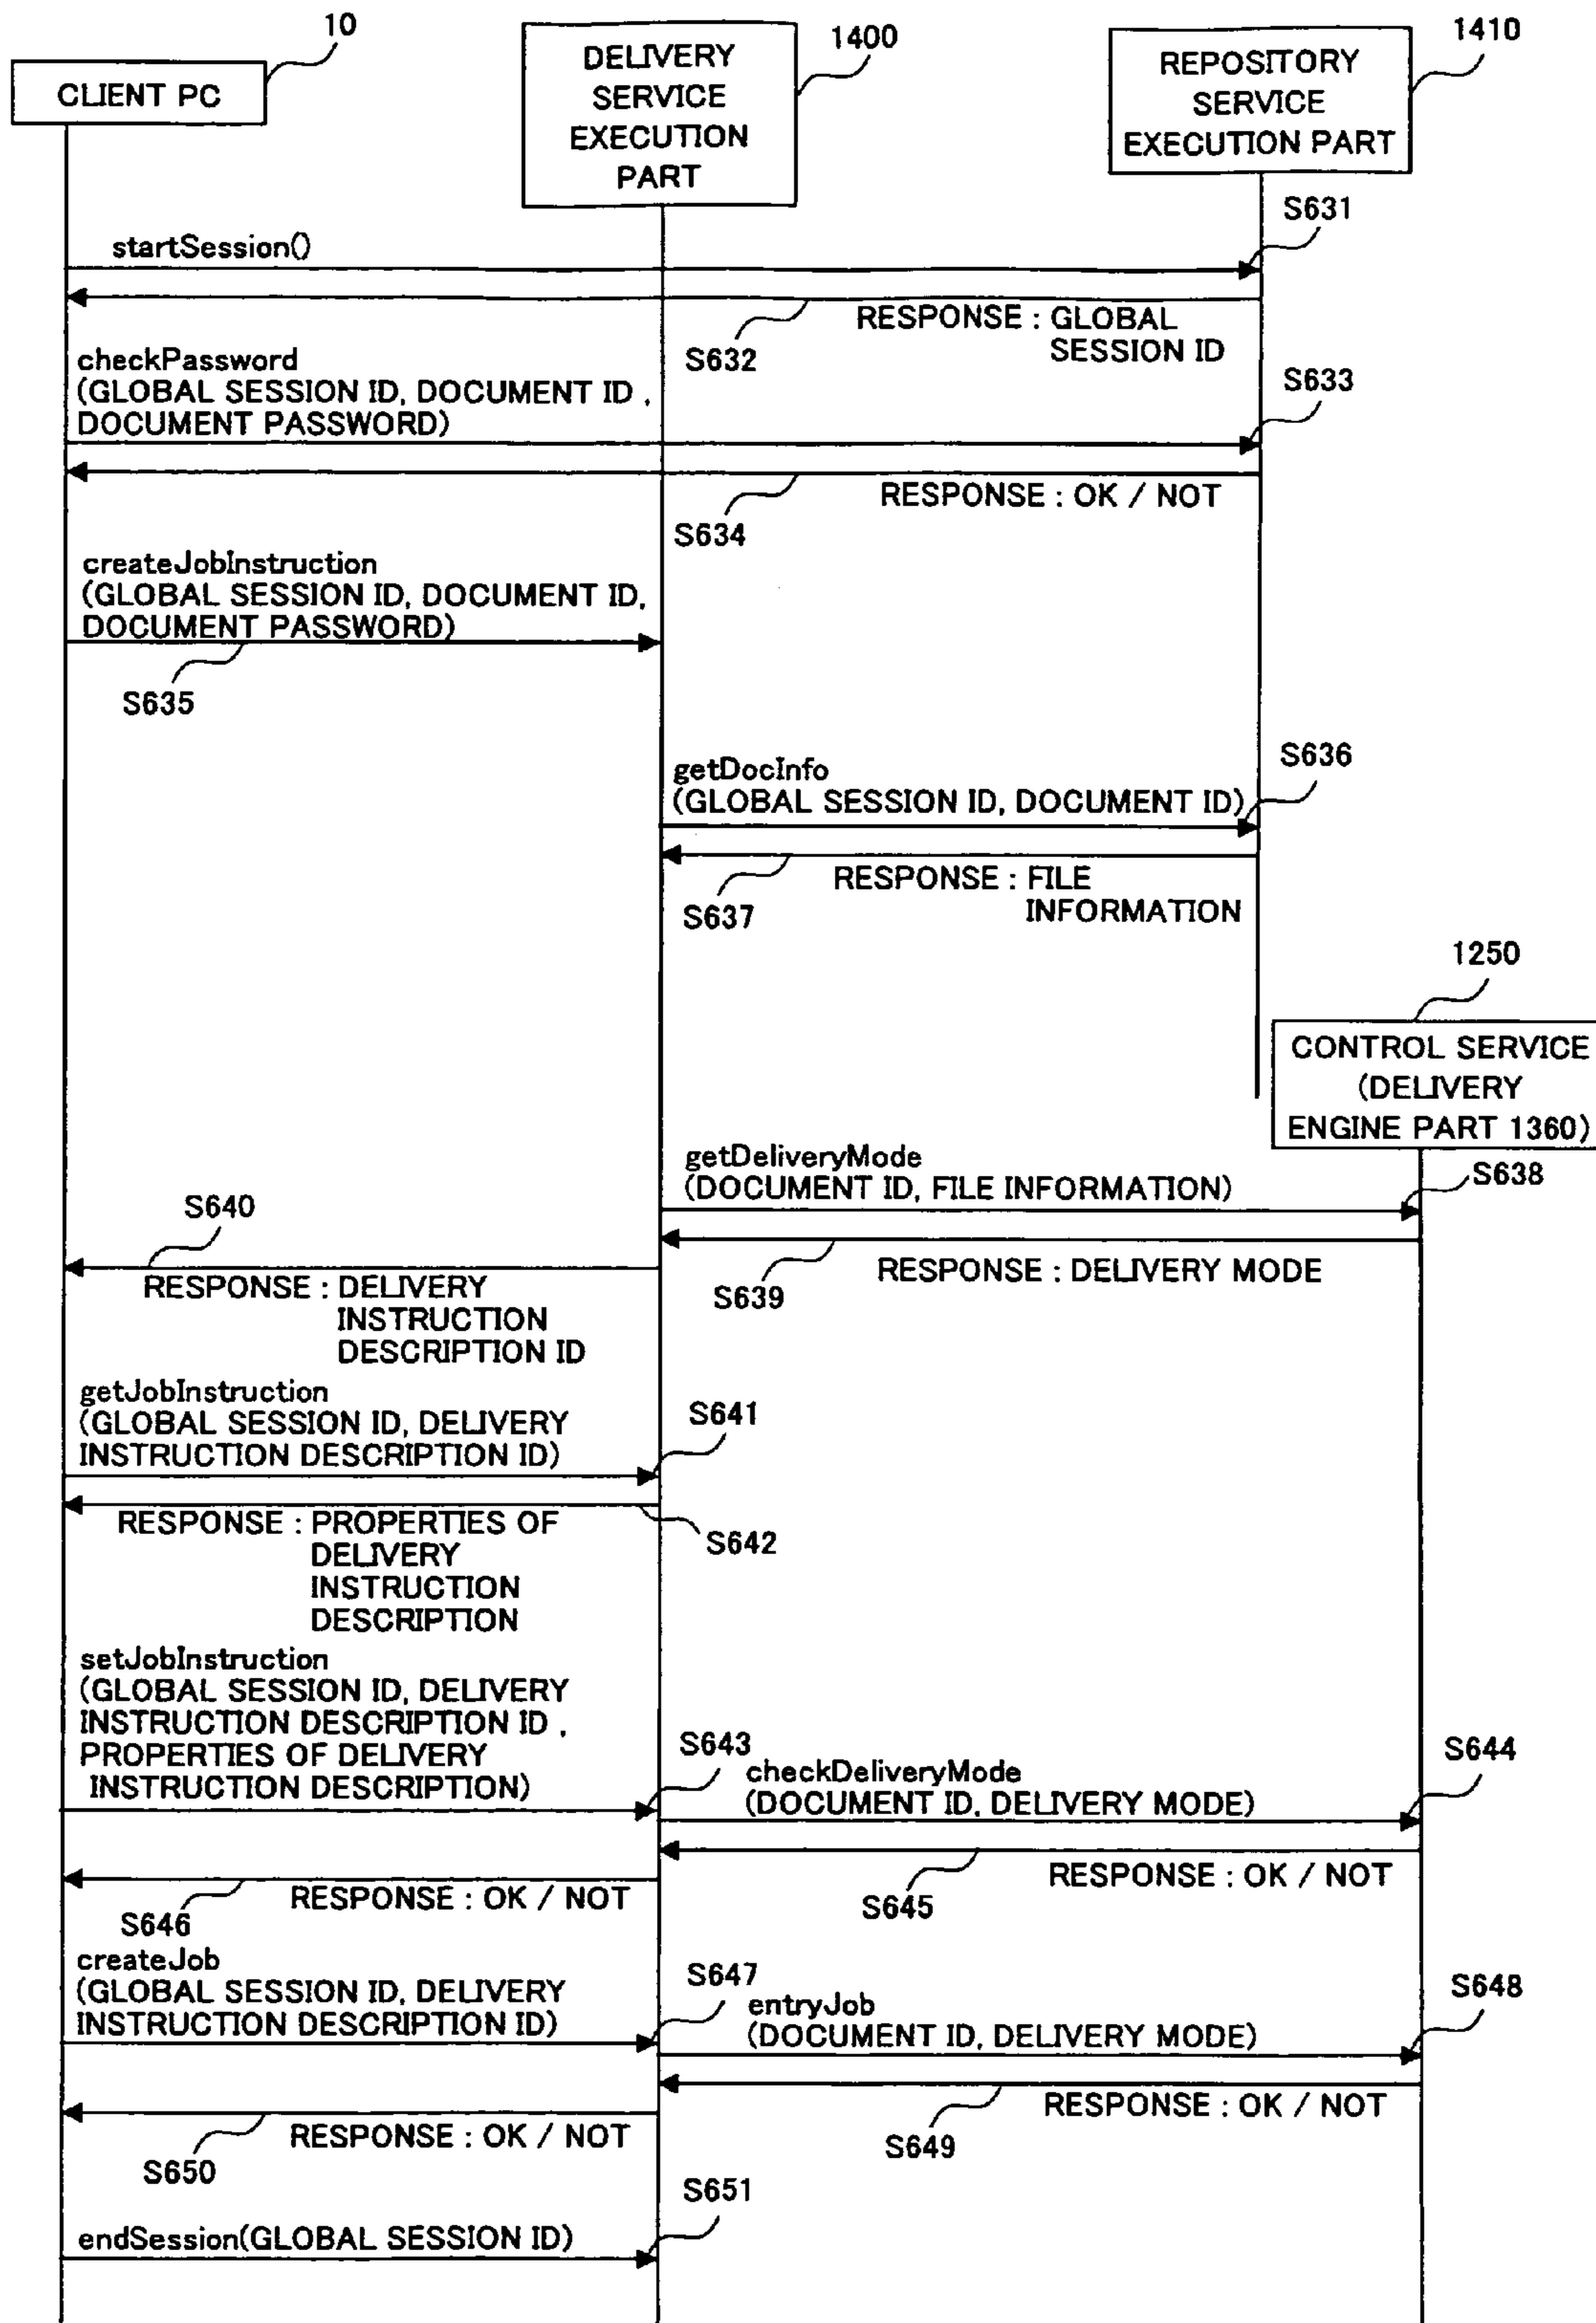 10
CLIENT PC
1400
DELIVERY
SERVICE
EXECUTION
PART
1410
REPOSITORY
SERVICE
EXECUTION PART
S631
startSession()
RESPONSE : GLOBAL
SESSION ID
S632
checkPassword
(GLOBAL SESSION ID, DOCUMENT ID ,
DOCUMENT PASSWORD)
S633
RESPONSE : OK / NOT
S634
createJobInstruction
(GLOBAL SESSION ID, DOCUMENT ID,
DOCUMENT PASSWORD)
S635
getDocInfo
(GLOBAL SESSION ID, DOCUMENT ID)
S636
RESPONSE : FILE
INFORMATION
S637
1250
CONTROL SERVICE
(DELIVERY
ENGINE PART 1360)
getDeliveryMode
(DOCUMENT ID, FILE INFORMATION)
S638
RESPONSE : DELIVERY MODE
S639
S640
RESPONSE : DELIVERY
INSTRUCTION
DESCRIPTION ID
getJobInstruction
(GLOBAL SESSION ID, DELIVERY
INSTRUCTION DESCRIPTION ID)
S641
RESPONSE : PROPERTIES OF
DELIVERY
INSTRUCTION
DESCRIPTION
S642
setJobInstruction
(GLOBAL SESSION ID, DELIVERY
INSTRUCTION DESCRIPTION ID ,
PROPERTIES OF DELIVERY
INSTRUCTION DESCRIPTION)
S643
checkDeliveryMode
(DOCUMENT ID, DELIVERY MODE)
S644
RESPONSE : OK / NOT
S645
RESPONSE : OK / NOT
S646
createJob
(GLOBAL SESSION ID, DELIVERY
INSTRUCTION DESCRIPTION ID)
S647
entryJob
(DOCUMENT ID, DELIVERY MODE)
S648
RESPONSE : OK / NOT
S649
RESPONSE : OK / NOT
S650
S651
endSession(GLOBAL SESSION ID)